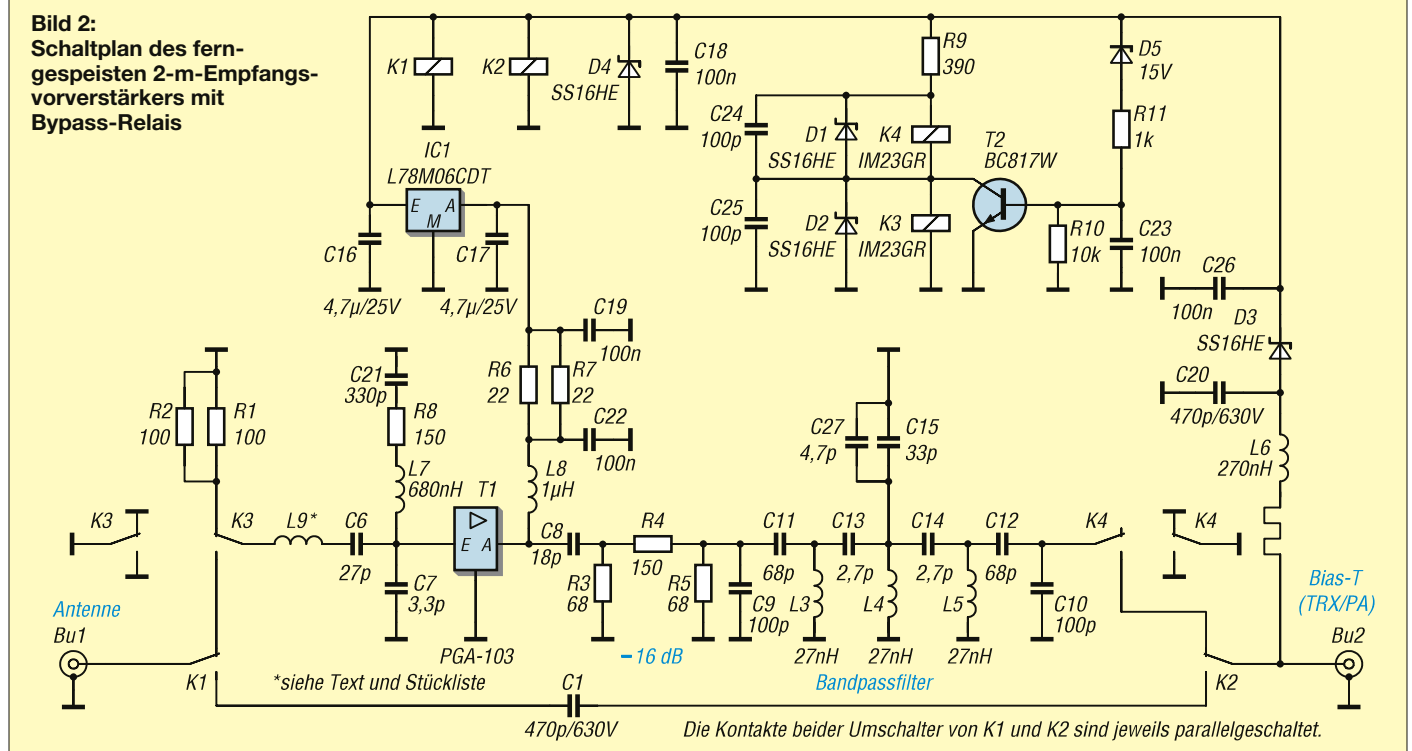 Bild 2:
Schaltplan des fern-
gespeisten 2-m-Empfangs-
vorverstärkers mit
Bypass-Relais
K1
K2
D4
SS16HE
C18
100n
R9
390
D5
15V
R11
1k
C24
100p
D1
SS16HE
K4
IM23GR
T2
BC817W
IC1
L78M06CDT
E
A
M
C16
4,7µ/25V
C17
4,7µ/25V
C25
100p
D2
SS16HE
K3
IM23GR
R10
10k
C23
100n
C26
100n
D3
SS16HE
C19
100n
R6
22
R7
22
C22
100n
C21
330p
R8
150
R2
100
R1
100
L7
680nH
T1
L8
1µH
C27
4,7p
C15
33p
C20
470p/630V
L6
270nH
K3
K3
L9*
C6
27p
E
A
C8
18p
R4
150
C11
68p
C13
2,7p
C14
2,7p
C12
68p
K4
K4
C7
3,3p
R3
68
R5
68
C9
100p
L3
L4
L5
C10
100p
Antenne
Bu1
Bias-T
(TRX/PA)
Bu2
PGA-103
–16 dB
27nH
27nH
27nH
Bandpassfilter
K1
*siehe Text und Stückliste
C1
470p/630V
K2
Die Kontakte beider Umschalter von K1 und K2 sind jeweils parallelgeschaltet.